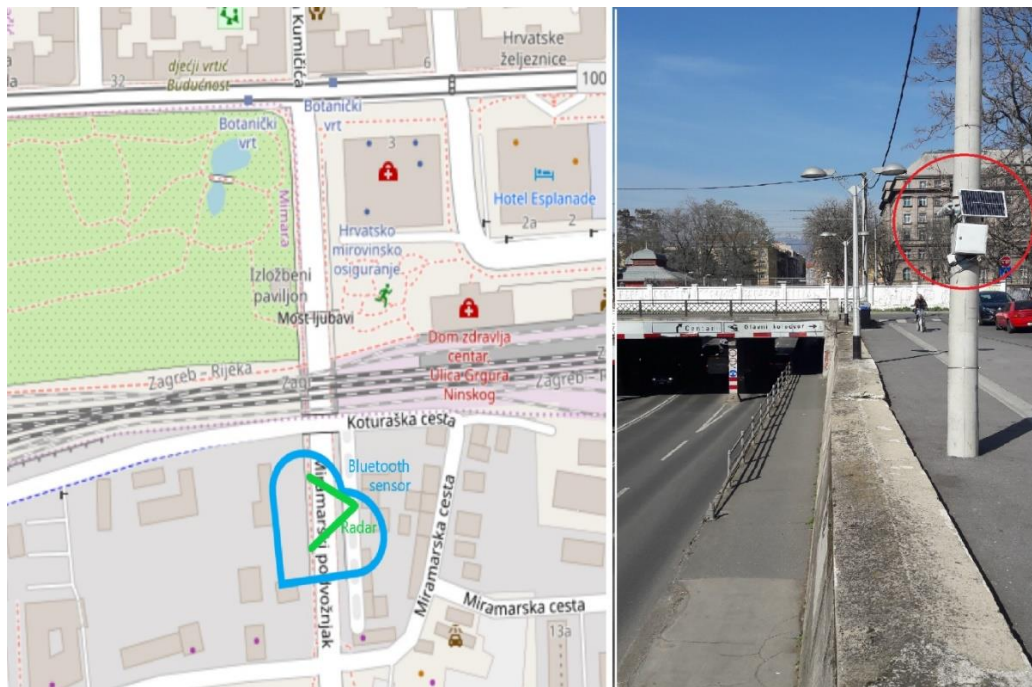 dječji vrtić
Budućnost
32
a Kumičića
6
Hrvatske
željeznice
100
Botanički
vrt
Botanički
vrt
3
Mimara
Hotel Esplanade
2a
2
Hrvatsko
mirovinsko
osiguranje
Izložbeni
paviljon
Most ljubavi
Dom zdravlja
centar,
Ulica Grgura
Ninskog
Zagreb - Rijeka
Zagreb - R
Koturaška cesta
Bluetooth
sensor
Radar
Miramarski podvožnjak
Miramarska cesta
Miramarska cesta
13a
Centar
Glavni kolodvor